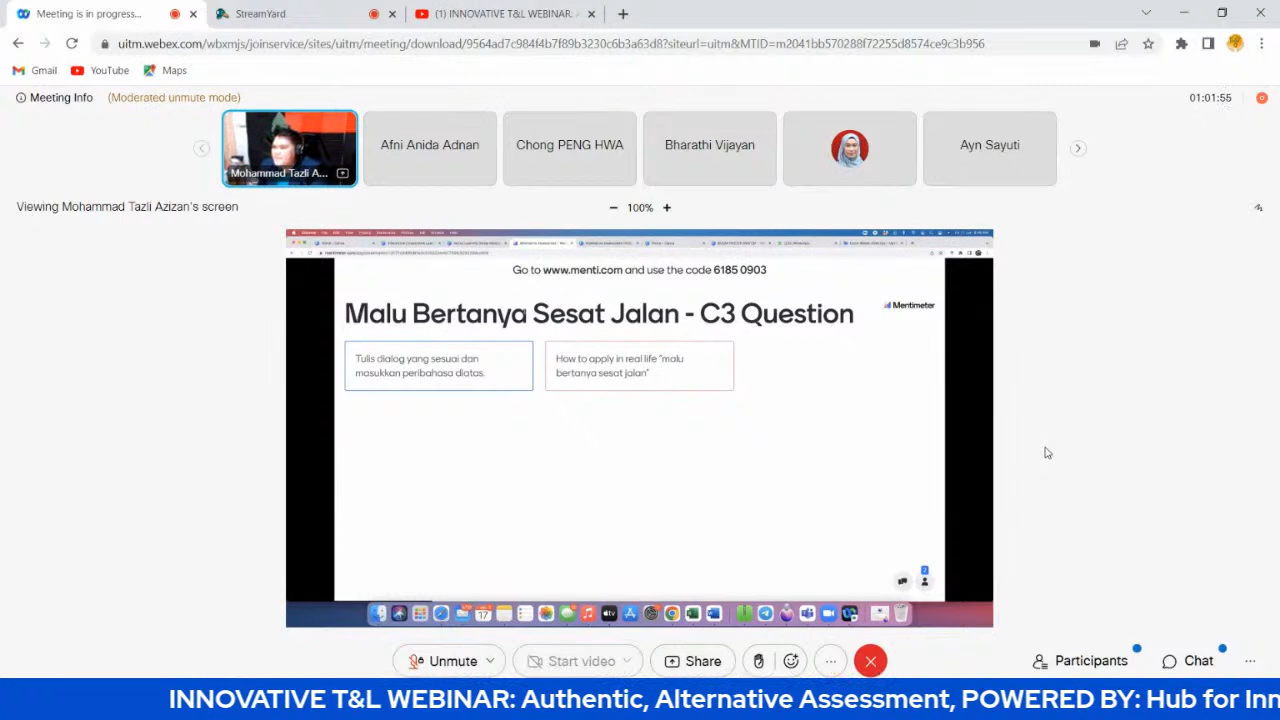 Meeting is in progress...
StreamYard
(1) INNOVATIVE T&L WEBINAR: A
uitm.webex.com/wbxmjs/joinservice/sites/uitm/meeting/download/9564ad7c984f4b7f89b3230c6b3a63d8?siteurl=uitm&MTID=m2041bb570288f72255d8574ce9c3b956
Gmail
YouTube
Maps
Meeting Info
(Moderated unmute mode)
01:01:55
Mohammad Tazli A...
Afni Anida Adnan
Chong PENG HWA
Bharathi Vijayan
Ayn Sayuti
Viewing Mohammad Tazli Azizan's screen
100%
Go to www.menti.com and use the code 6185 0903
Mentimeter
Malu Bertanya Sesat Jalan - C3 Question
Tulis dialog yang sesuai dan
masukkan peribahasa diatas.
How to apply in real life "malu
bertanya sesat jalan"
2
17
Unmute
Start video
Share
Participants
Chat
INNOVATIVE T&L WEBINAR: Authentic, Alternative Assessment, POWERED BY: Hub for Inn